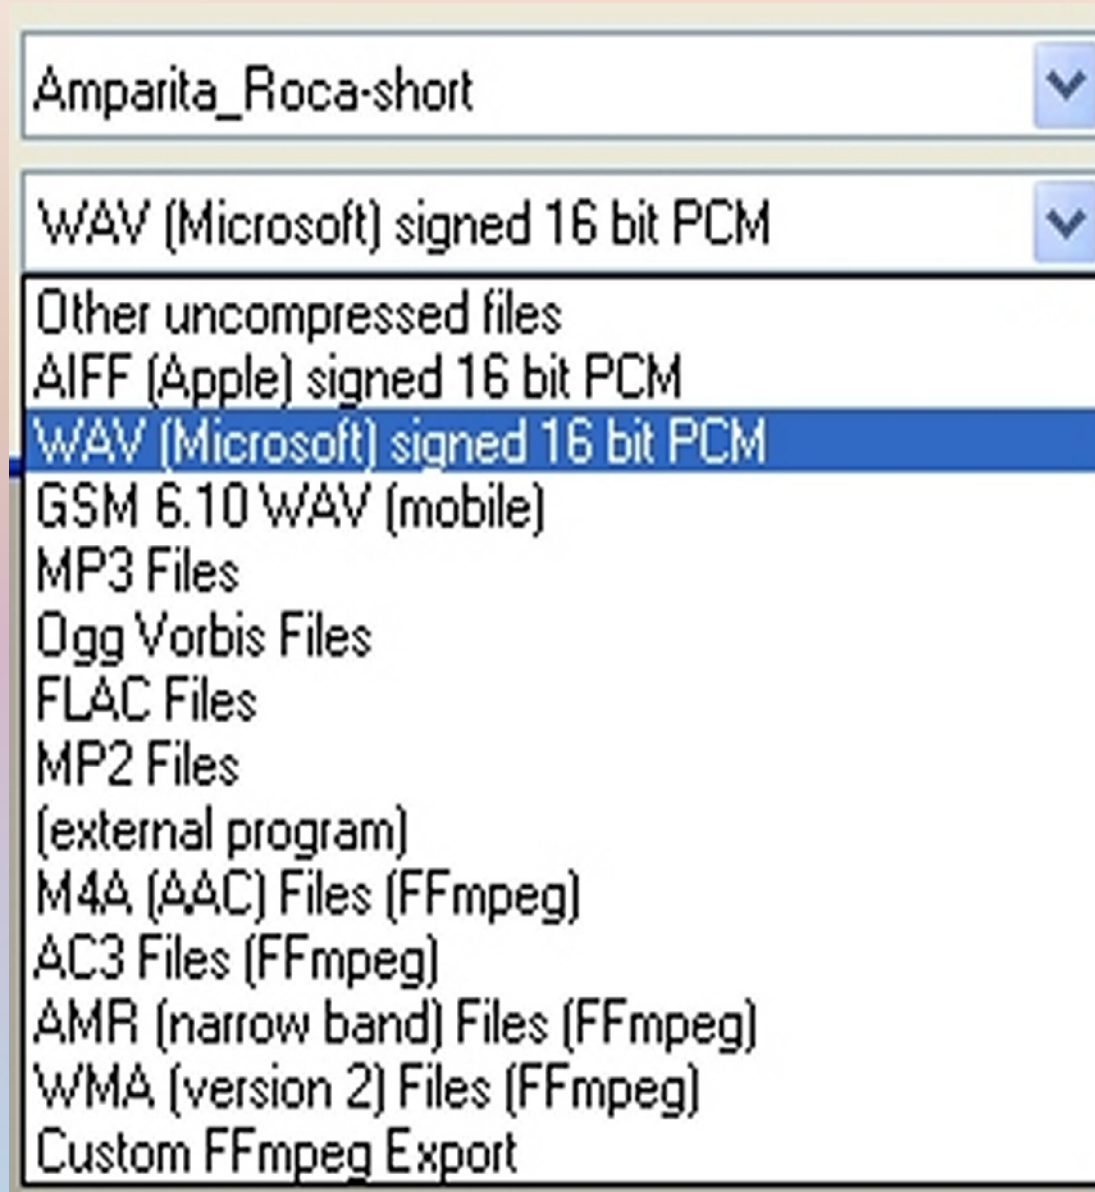 Amparita_Roca-short
WAV (Microsoft) signed 16 bit PCM
Other uncompressed files
AIFF (Apple) signed 16 bit PCM
WAV (Microsoft) signed 16 bit PCM
GSM 6.10 WAV (mobile)
MP3 Files
Ogg Vorbis Files
FLAC Files
MP2 Files
(external program)
M4A (AAC) Files (FFmpeg)
AC3 Files (FFmpeg)
AMR (narrow band) Files (FFmpeg)
WMA (version 2) Files (FFmpeg)
Custom FFmpeg Export